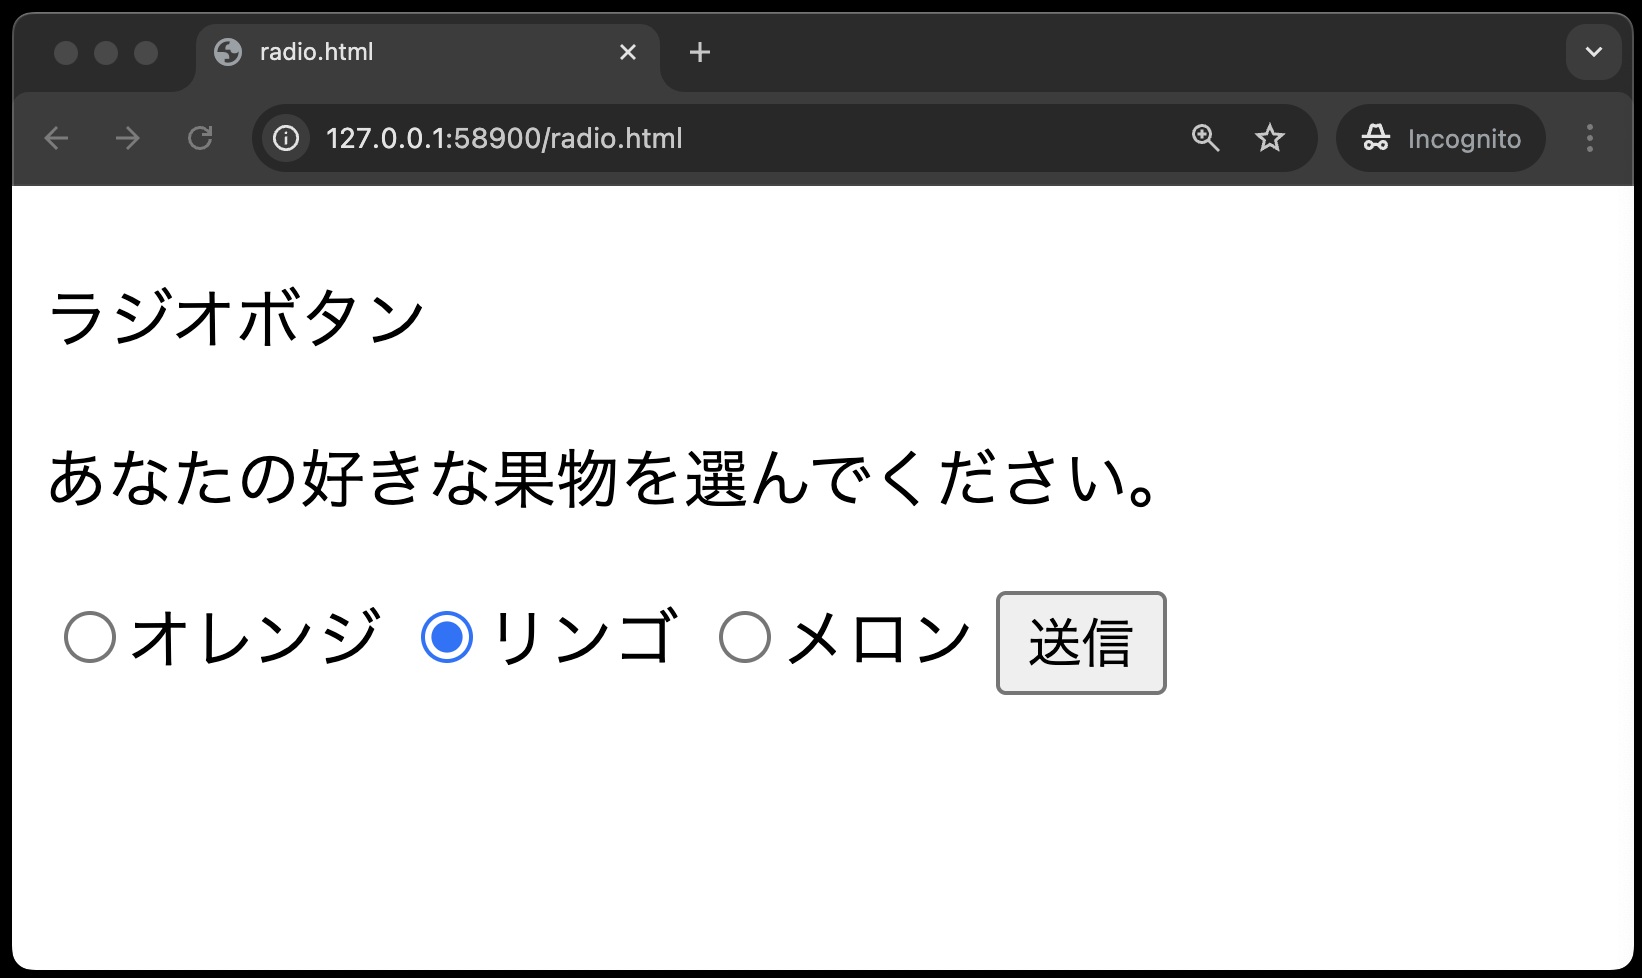 radio.html
127.0.0.1:58900/radio.html Incognito
ラジオボタン
あなたの好きな果物を選んでください。
オレンジ リンゴ メロン 送信